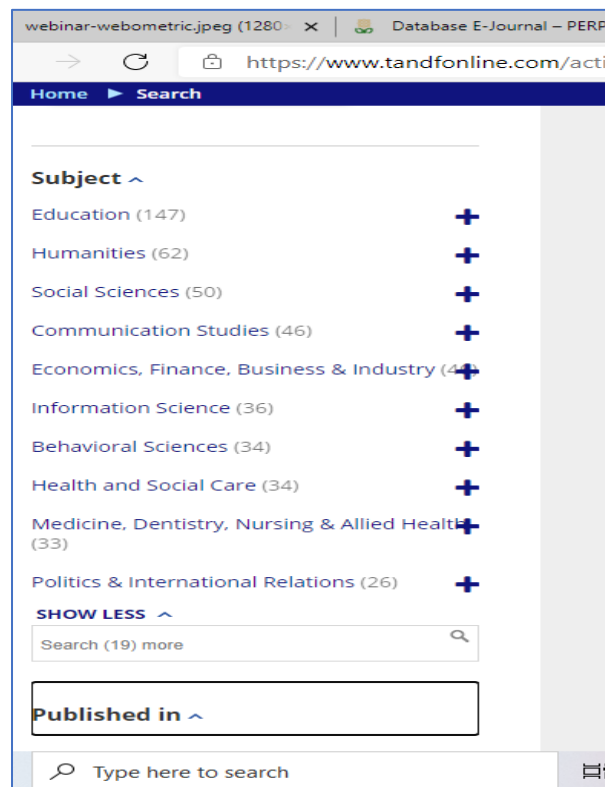 webinar-webometric.jpeg (1280× Database E-Journal – PERP
https://www.tandfonline.com/acti
Home ► Search
Subject
Education (147)
Humanities (62)
Social Sciences (50)
Communication Studies (46)
Economics, Finance, Business & Industry
Information Science (36)
Behavioral Sciences (34)
Health and Social Care (34)
Medicine, Dentistry, Nursing & Allied Health
(33)
Politics & International Relations (26)
SHOW LESS
Search (19) more
Published in
Type here to search